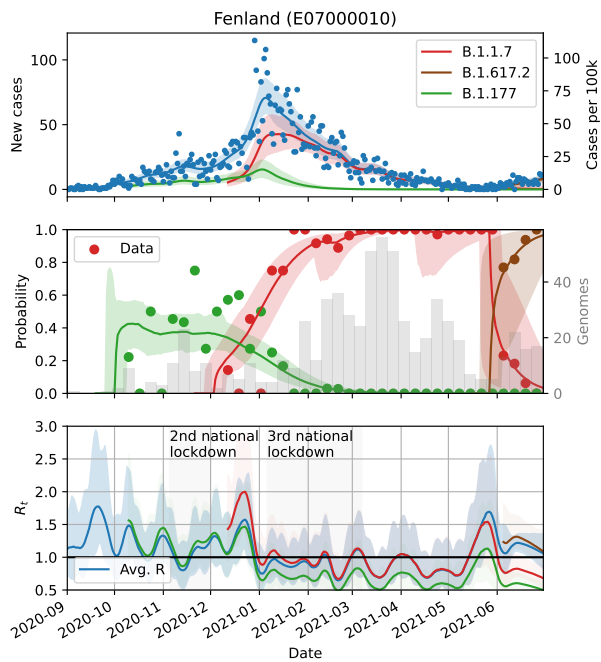 Fenland (E07000010)
New cases
100
50
0
B.1.1.7
B.1.617.2
B.1.177
100
75
50
25
0
Cases per 100k
Probability
1.0
0.8
0.6
0.4
0.2
0.0
Data
40
20
0
Genomes
R_t
3.0
2.5
2.0
1.5
1.0
0.5
2nd national
lockdown
3rd national
lockdown
Avg. R
2020-09
2020-10
2020-11
2020-12
2021-01
2021-02
2021-03
2021-04
2021-05
2021-06
Date